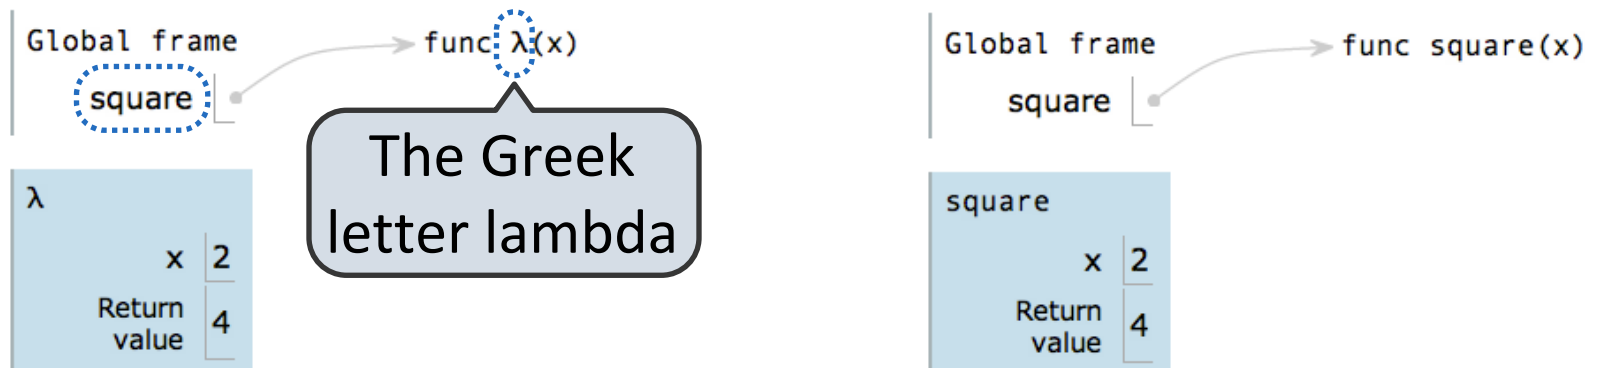 Global frame
func λ(x)
square
The Greek
letter lambda
λ
x 2
Return
value 4
Global frame
func square(x)
square
square
x 2
Return
value 4